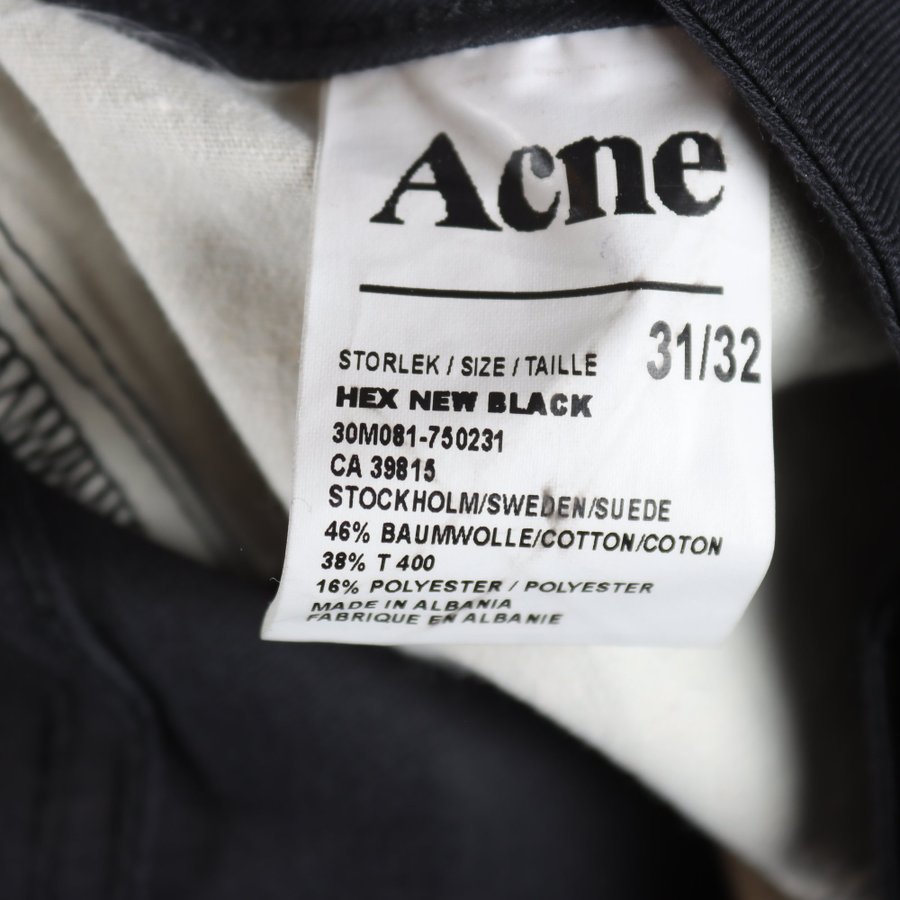 Acne
31/32
STORLEK / SIZE / TAILLE
HEX NEW BLACK
30M081-750231
CA 39815
STOCKHOLM/SWEDEN/SUEDE
46% BAUMWOLLE/COTTON/COTON
38% T 400
16% POLYESTER / POLYESTER
MADE IN ALBANIA
FABRIQUE EN ALBANIE